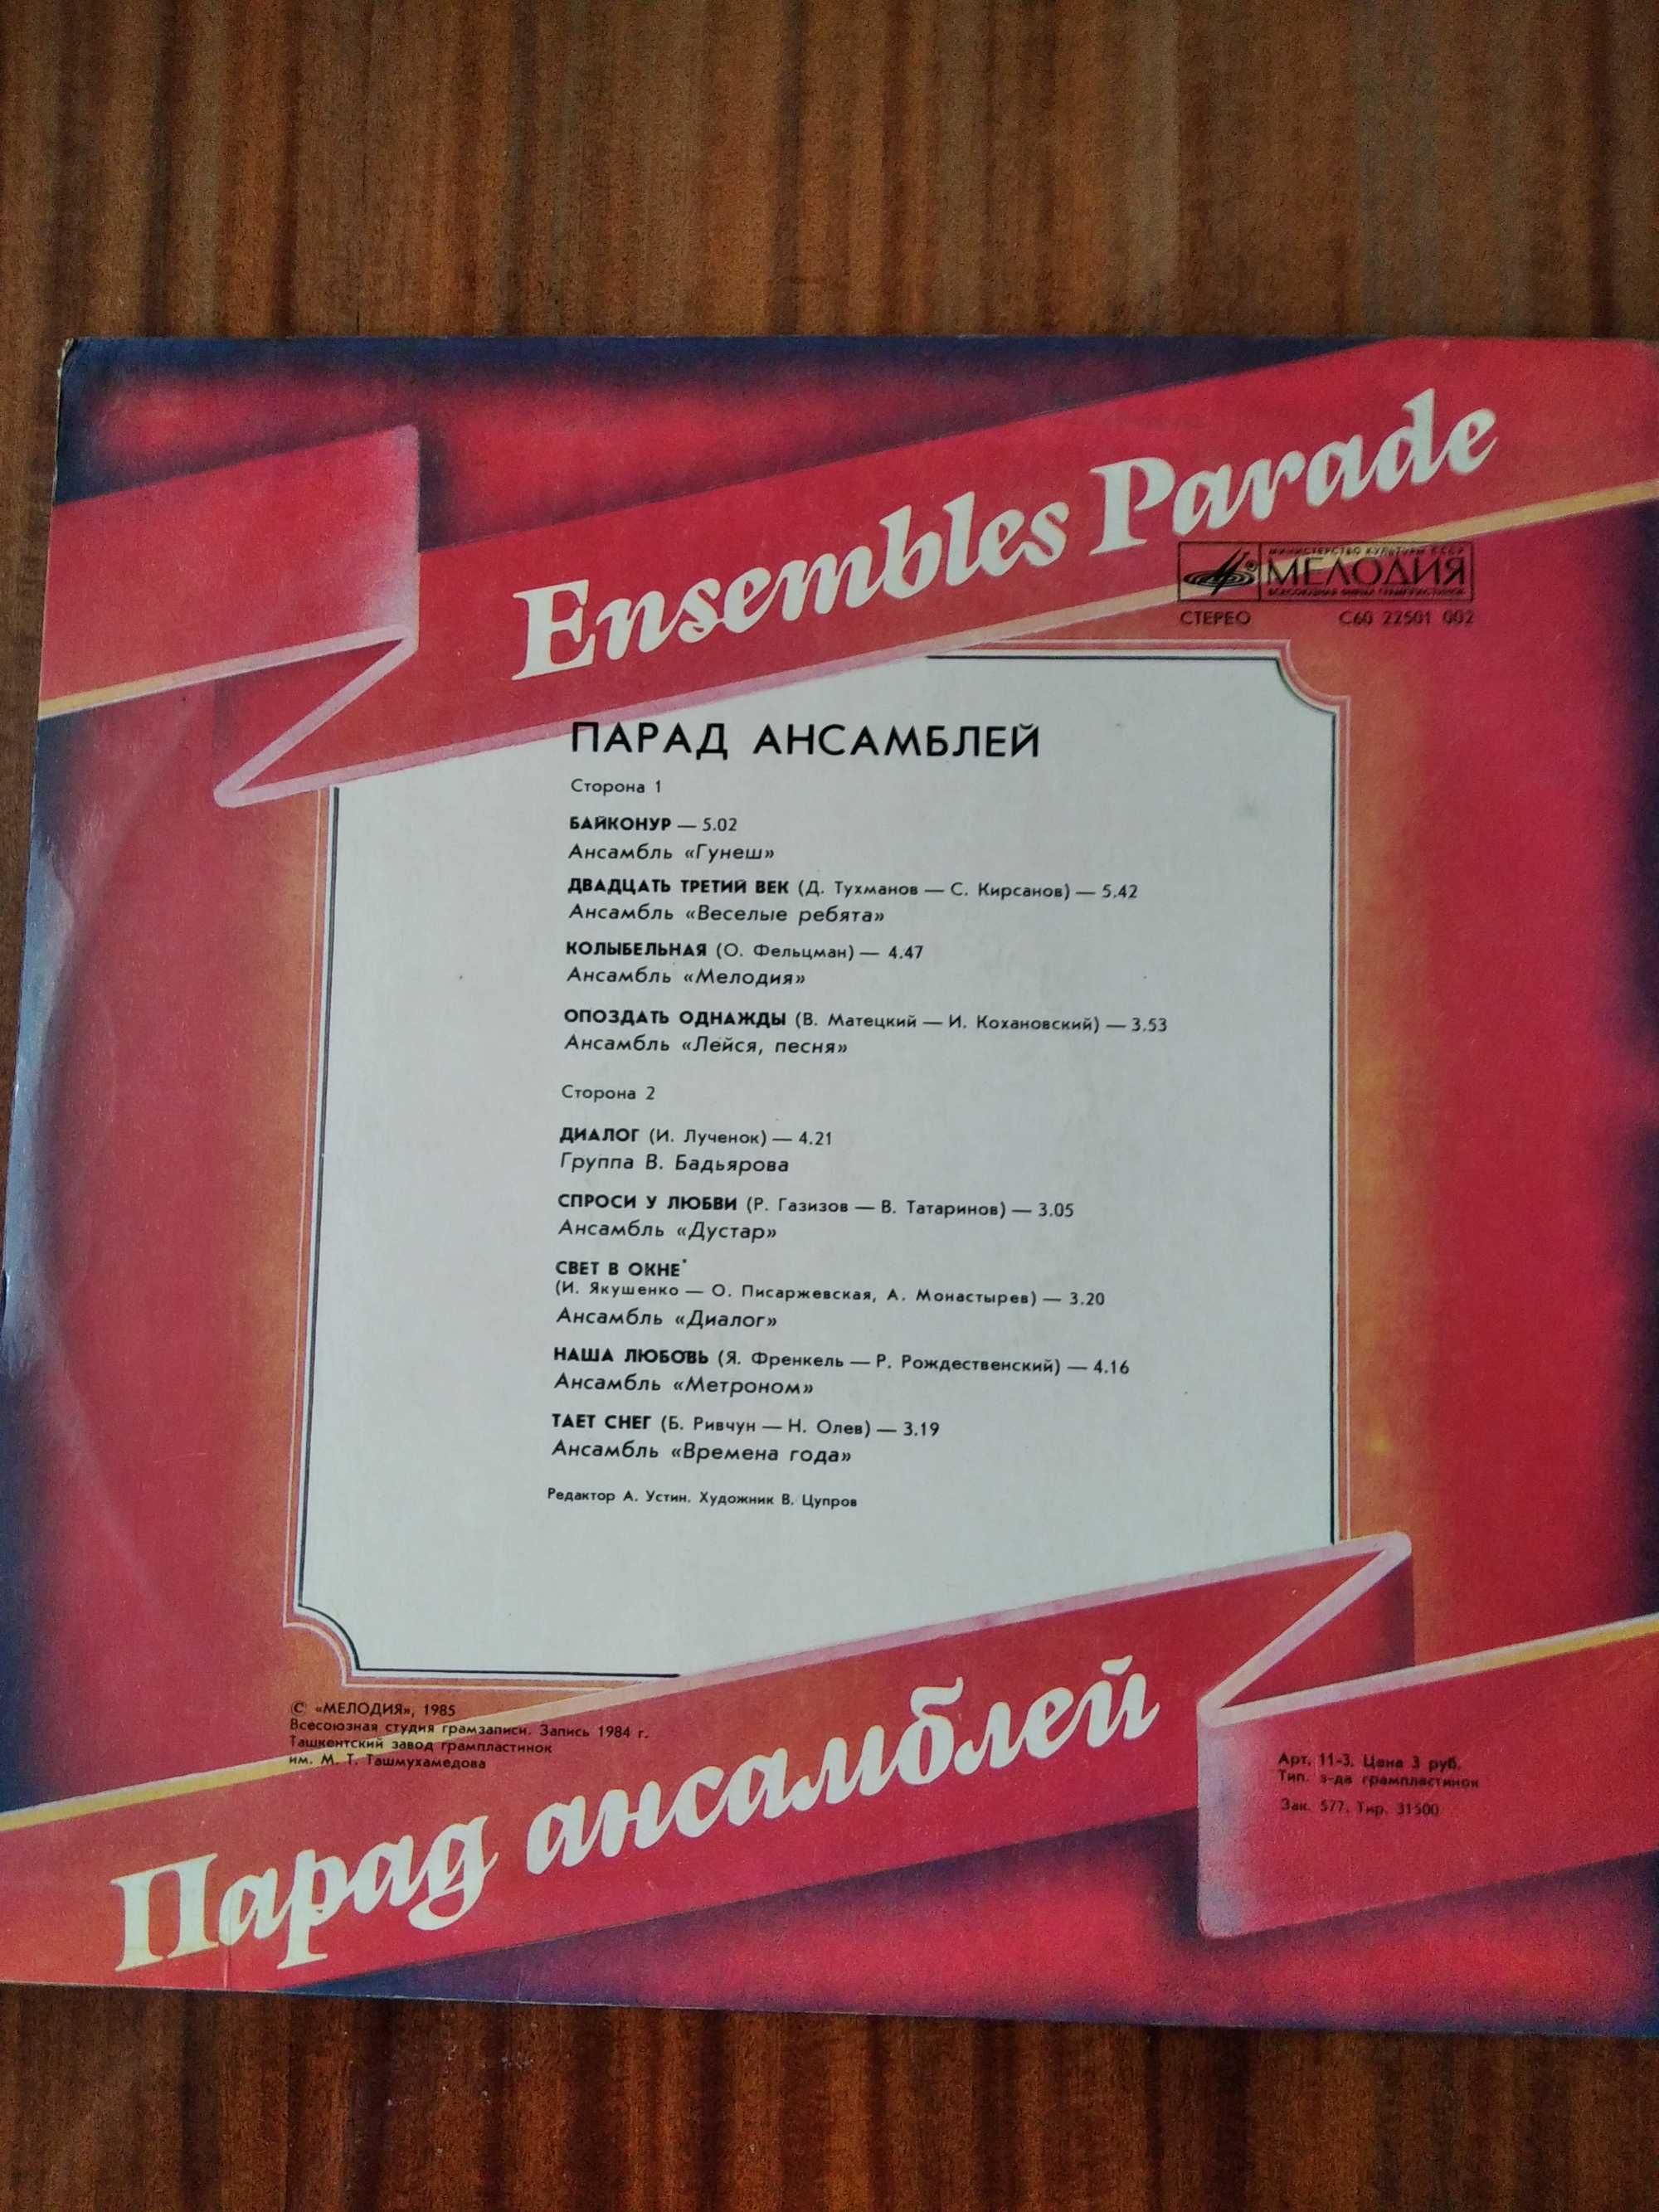 Ensembles Parade
МИНИСТЕРСТВО КУЛЬТУРЫ СССР
МЕЛОДИЯ
ВСЕСОЮЗНАЯ ФИРМА ГРАМПЛАСТИНОК
СТЕРЕО С60 22501 002
ПАРАД АНСАМБЛЕЙ
Сторона 1
БАЙКОНУР — 5.02
Ансамбль «Гунеш»
ДВАДЦАТЬ ТРЕТИЙ ВЕК (Д. Тухманов — С. Кирсанов) — 5.42
Ансамбль «Веселые ребята»
КОЛЫБЕЛЬНАЯ (О. Фельцман) — 4.47
Ансамбль «Мелодия»
ОПОЗДАТЬ ОДНАЖДЫ (В. Матецкий — И. Кохановский) — 3.53
Ансамбль «Лейся, песня»
Сторона 2
ДИАЛОГ (И. Лученок) — 4.21
Группа В. Бадьярова
СПРОСИ У ЛЮБВИ (Р. Газизов — В. Татаринов) — 3.05
Ансамбль «Дустар»
СВЕТ В ОКНЕ
(И. Якушенко — О. Писаржевская, А. Монастырев) — 3.20
Ансамбль «Диалог»
НАША ЛЮБОВЬ (Я. Френкель — Р. Рождественский) — 4.16
Ансамбль «Метроном»
ТАЕТ СНЕГ (Б. Ривчун — Н. Олев) — 3.19
Ансамбль «Времена года»
Редактор А. Устин. Художник В. Цупров
© «МЕЛОДИЯ», 1985
Всесоюзная студия грамзаписи. Запись 1984 г.
Ташкентский завод грампластинок
им. М. Т. Ташмухамедова
Арт. 11-3. Цена 3 руб.
Тип. з-да грампластинок
Зак. 577. Тир. 31500
Парад ансамблей